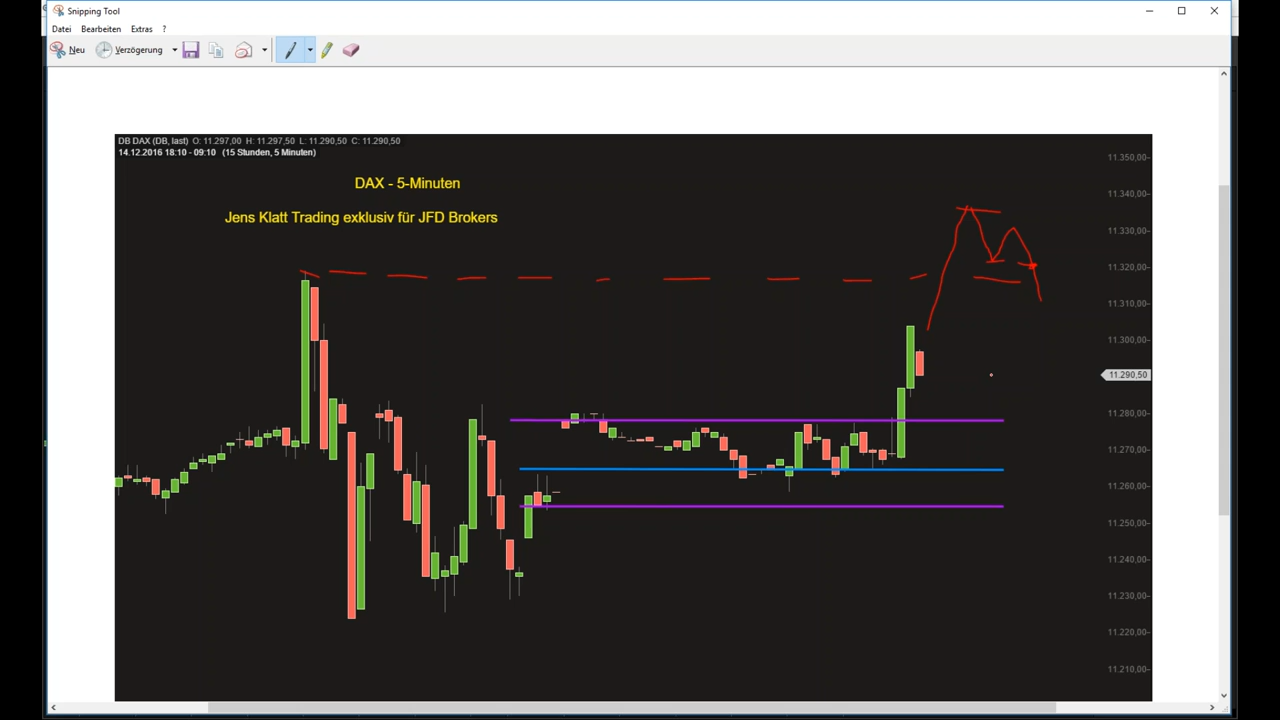 Snipping Tool
Datei Bearbeiten Extras ?
Neu Verzögerung
DB DAX (DB, last) O: 11.297,00 H: 11.297,50 L: 11.290,50 C: 11.290,50
14.12.2016 18:10 - 09:10 (15 Stunden, 5 Minuten)
DAX - 5-Minuten
Jens Klatt Trading exklusiv für JFD Brokers
11.350,00
11.340,00
11.330,00
11.320,00
11.310,00
11.300,00
11.290,50
11.280,00
11.270,00
11.260,00
11.250,00
11.240,00
11.230,00
11.220,00
11.210,00